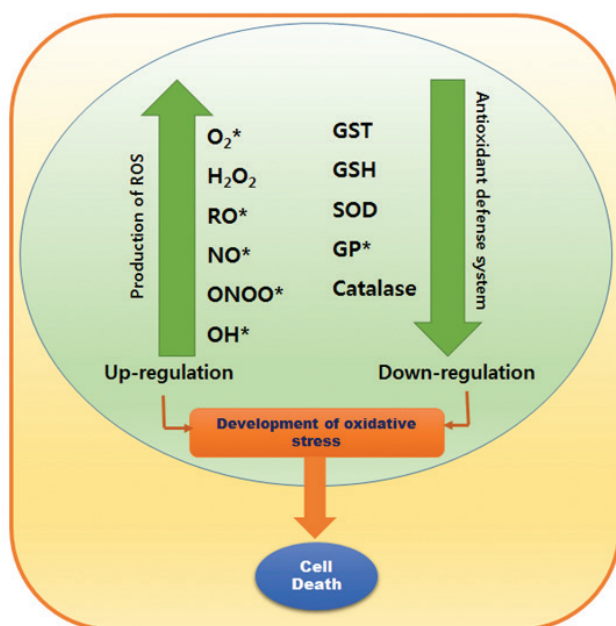 Production of ROS
O₂*
H₂O₂
RO*
NO*
ONOO*
OH*
Up-regulation
GST
GSH
SOD
GP*
Catalase
Antioxidant defense system
Down-regulation
Development of oxidative
stress
Cell
Death